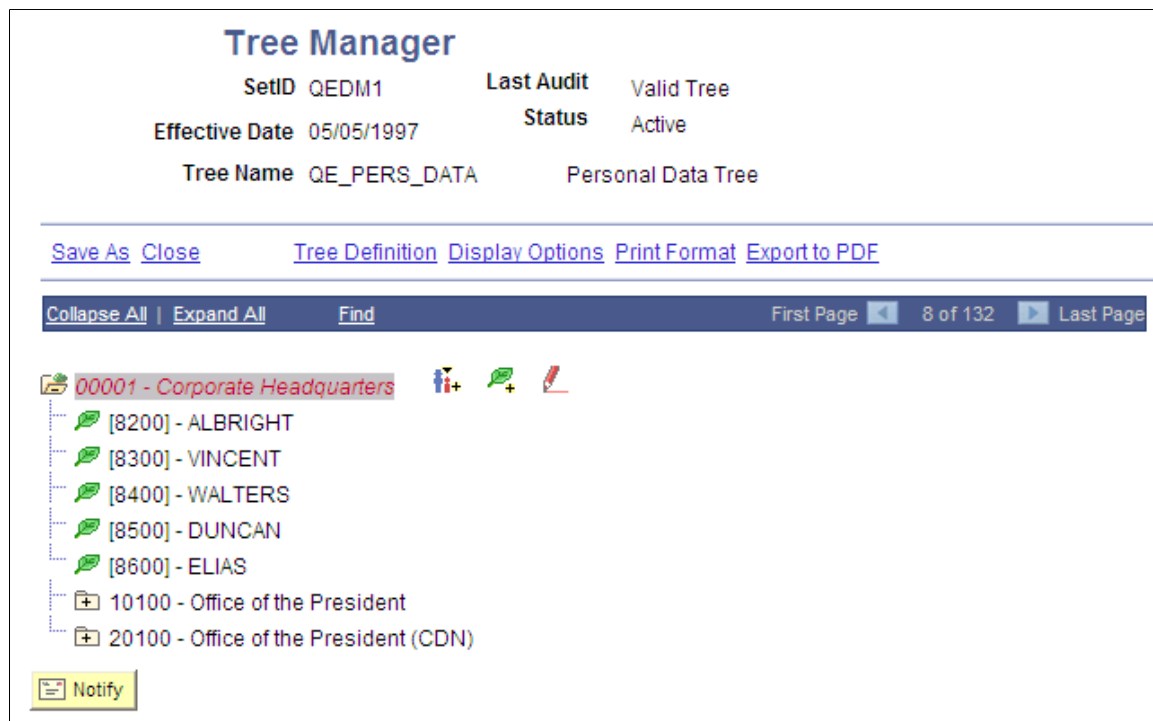 Tree Manager
SetID QEDM1 Last Audit Valid Tree
Effective Date 05/05/1997 Status Active
Tree Name QE_PERS_DATA Personal Data Tree
Save As Close Tree Definition Display Options Print Format Export to PDF
Collapse All | Expand All Find First Page 8 of 132 Last Page
00001 - Corporate Headquarters
[8200] - ALBRIGHT
[8300] - VINCENT
[8400] - WALTERS
[8500] - DUNCAN
[8600] - ELIAS
10100 - Office of the President
20100 - Office of the President (CDN)
Notify